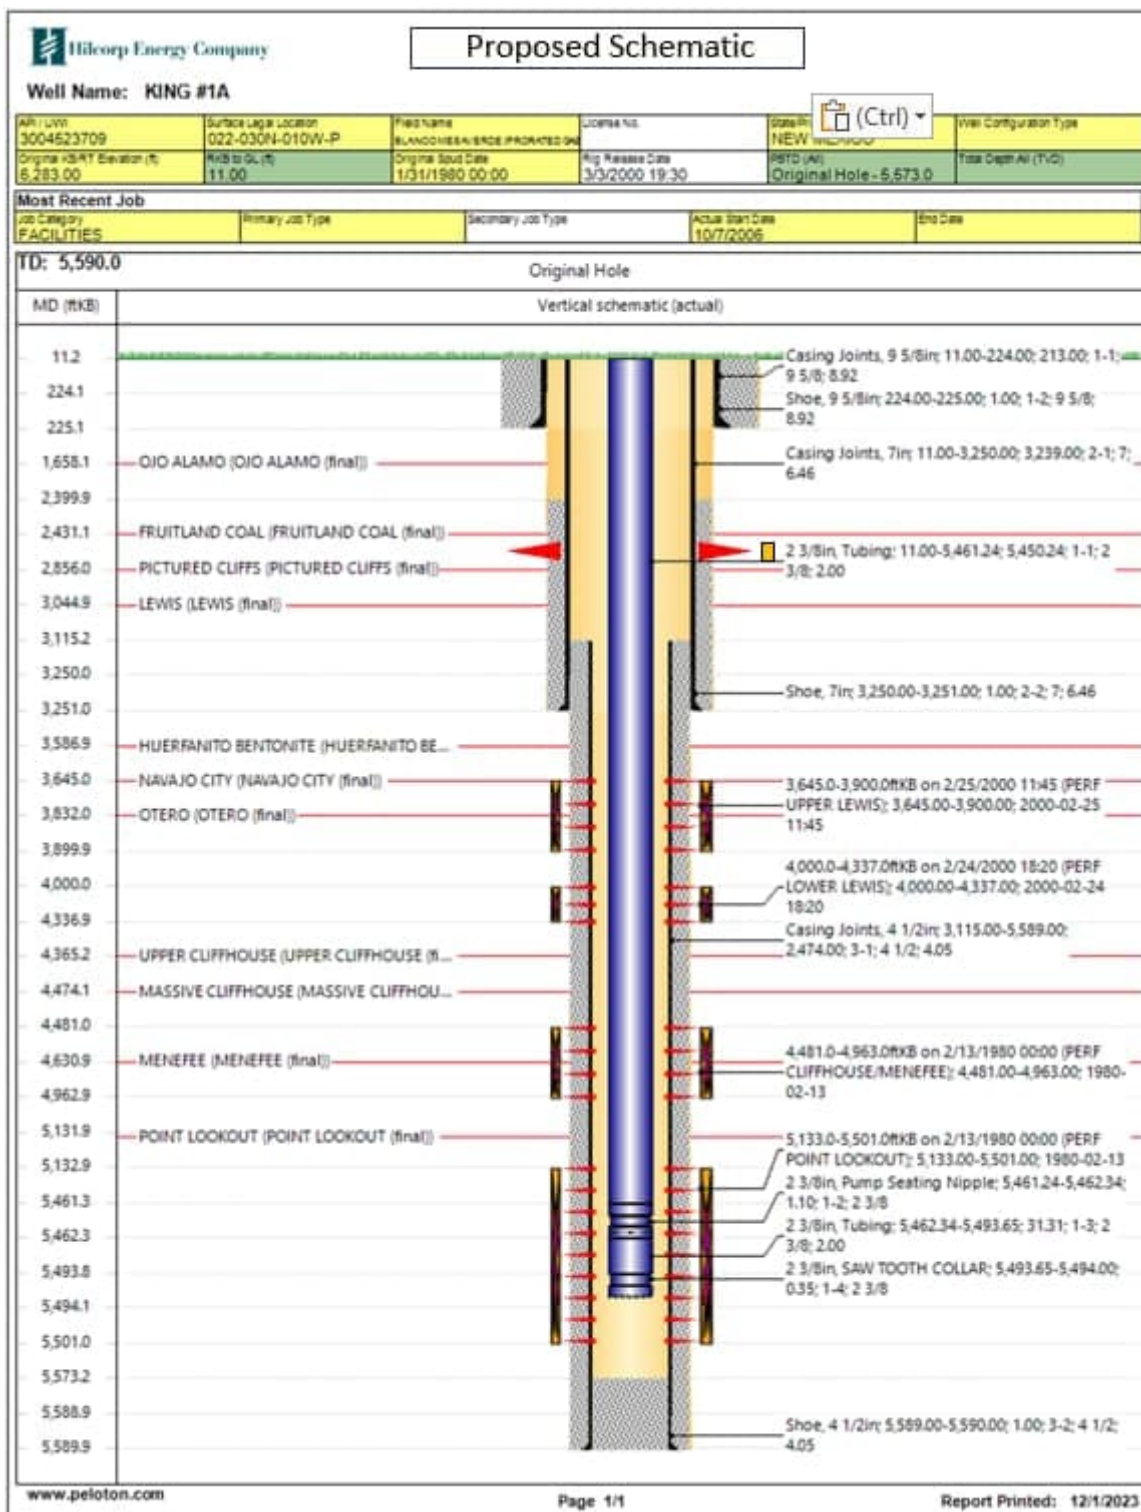 Hilcorp Energy Company
Proposed Schematic
Well Name: KING #1A
(Ctrl)
API / UWI
3004523709
Surface Legal Location
022-030N-010W-P
Field Name
License No.
NEW MEXICO
Well Configuration Type
Original KB/RT Elevation (ft)
6,283.00
RKB to GL (ft)
11.00
Original Spud Date
1/31/1980 00:00
Rig Release Date
3/3/2000 19:30
PBTD (All)
Original Hole - 5,573.0
Total Depth All (TVD)
Most Recent Job
Job Category
FACILITIES
Primary Job Type
Secondary Job Type
Actual Start Date
10/7/2006
End Date
TD: 5,590.0
Original Hole
MD (ftKB)
Vertical schematic (actual)
11.2
224.1
225.1
1,658.1
2,399.9
2,431.1
2,856.0
3,044.9
3,115.2
3,250.0
3,251.0
3,586.9
3,645.0
3,832.0
3,899.9
4,000.0
4,336.9
4,365.2
4,474.1
4,481.0
4,630.9
4,962.9
5,131.9
5,132.9
5,461.3
5,462.3
5,493.8
5,494.1
5,501.0
5,573.2
5,588.9
5,589.9
OJO ALAMO (OJO ALAMO (final))
FRUITLAND COAL (FRUITLAND COAL (final))
PICTURED CLIFFS (PICTURED CLIFFS (final))
LEWIS (LEWIS (final))
HUERFANITO BENTONITE (HUERFANITO BE...
NAVAJO CITY (NAVAJO CITY (final))
OTERO (OTERO (final))
UPPER CLIFFHOUSE (UPPER CLIFFHOUSE (fi...
MASSIVE CLIFFHOUSE (MASSIVE CLIFFHOU...
MENEFEE (MENEFEE (final))
POINT LOOKOUT (POINT LOOKOUT (final))
Casing Joints, 9 5/8in; 11.00-224.00; 213.00; 1-1;
9 5/8; 8.92
Shoe, 9 5/8in; 224.00-225.00; 1.00; 1-2; 9 5/8;
8.92
Casing Joints, 7in; 11.00-3,250.00; 3,239.00; 2-1; 7;
6.46
2 3/8in, Tubing; 11.00-5,461.24; 5,450.24; 1-1; 2
3/8; 2.00
Shoe, 7in; 3,250.00-3,251.00; 1.00; 2-2; 7; 6.46
3,645.0-3,900.0ftKB on 2/25/2000 11:45 (PERF
UPPER LEWIS); 3,645.00-3,900.00; 2000-02-25
11:45
4,000.0-4,337.0ftKB on 2/24/2000 18:20 (PERF
LOWER LEWIS); 4,000.00-4,337.00; 2000-02-24
18:20
Casing Joints, 4 1/2in; 3,115.00-5,589.00;
2,474.00; 3-1; 4 1/2; 4.05
4,481.0-4,963.0ftKB on 2/13/1980 00:00 (PERF
CLIFFHOUSE/MENEFEE); 4,481.00-4,963.00; 1980-
02-13
5,133.0-5,501.0ftKB on 2/13/1980 00:00 (PERF
POINT LOOKOUT); 5,133.00-5,501.00; 1980-02-13
2 3/8in, Pump Seating Nipple; 5,461.24-5,462.34;
1.10; 1-2; 2 3/8
2 3/8in, Tubing; 5,462.34-5,493.65; 31.31; 1-3; 2
3/8; 2.00
2 3/8in, SAW TOOTH COLLAR; 5,493.65-5,494.00;
0.35; 1-4; 2 3/8
Shoe, 4 1/2in; 5,589.00-5,590.00; 1.00; 3-2; 4 1/2;
4.05
www.peloton.com
Page 1/1
Report Printed: 12/1/2023